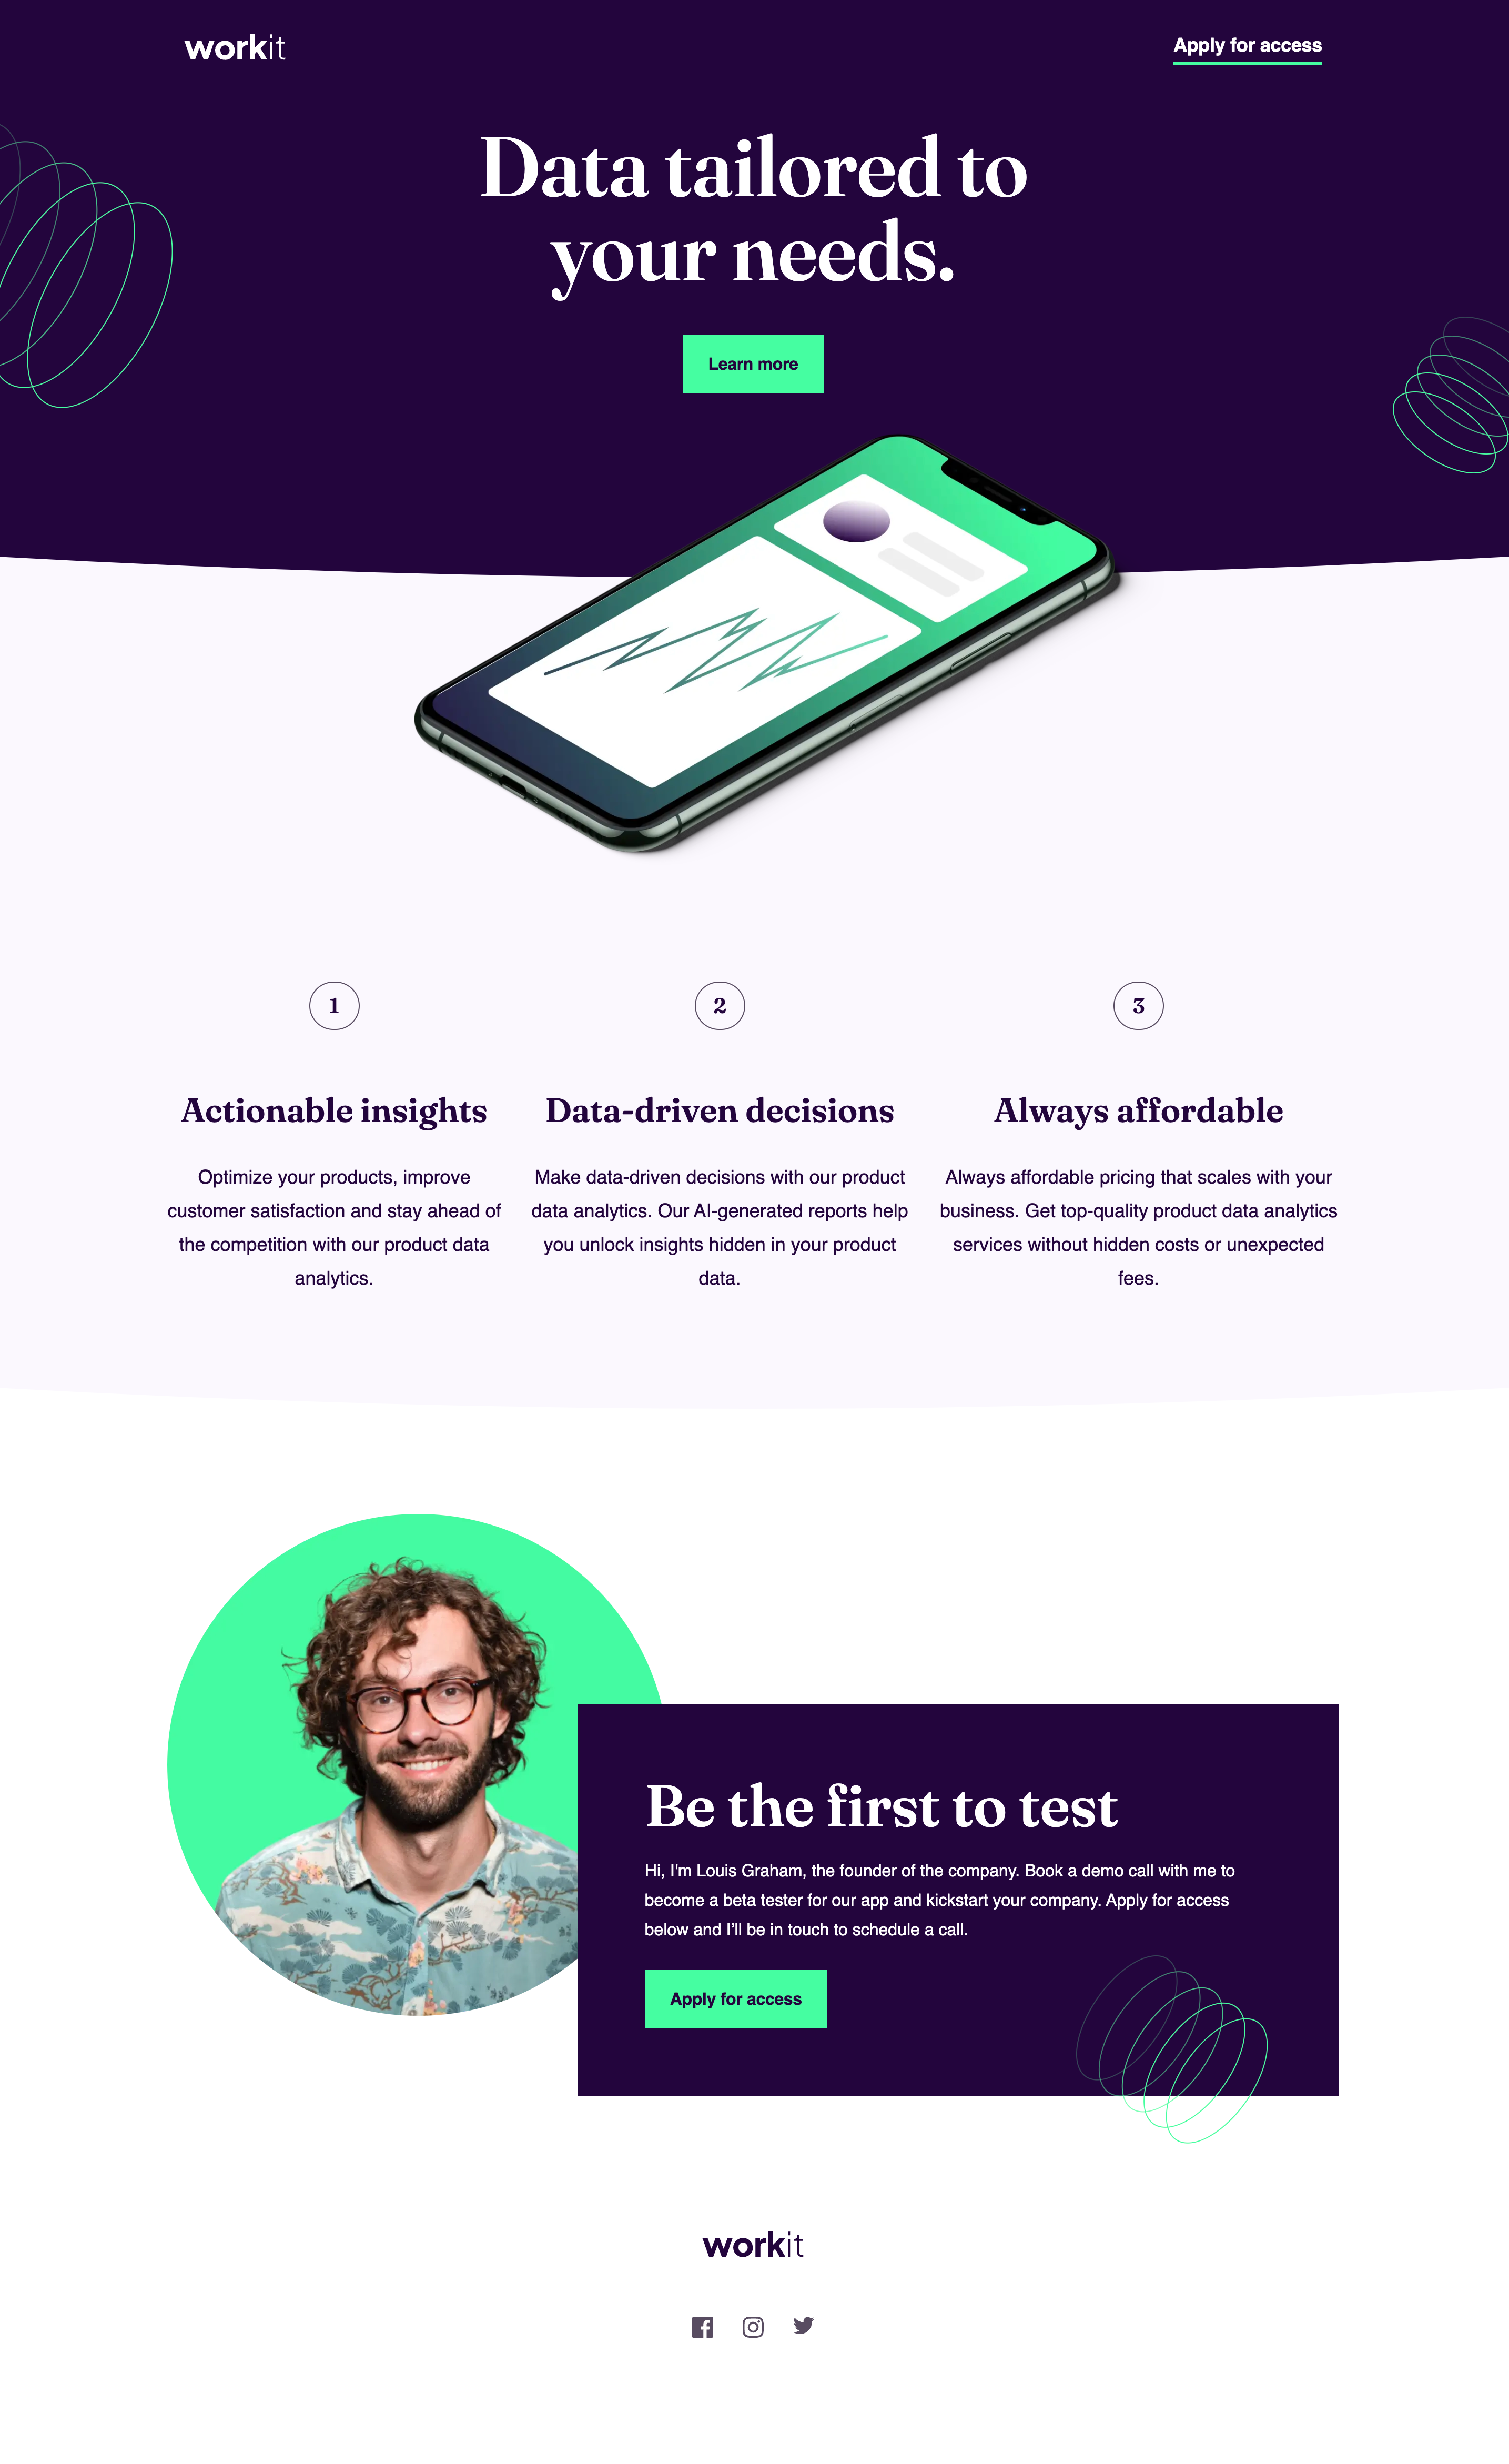 workit
Apply for access
Data tailored to
your needs.
Learn more
1
2
3
Actionable insights
Data-driven decisions
Always affordable
Optimize your products, improve
customer satisfaction and stay ahead of
the competition with our product data
analytics.
Make data-driven decisions with our product
data analytics. Our AI-generated reports help
you unlock insights hidden in your product
data.
Always affordable pricing that scales with your
business. Get top-quality product data analytics
services without hidden costs or unexpected
fees.
Be the first to test
Hi, I'm Louis Graham, the founder of the company. Book a demo call with me to
become a beta tester for our app and kickstart your company. Apply for access
below and I’ll be in touch to schedule a call.
Apply for access
workit